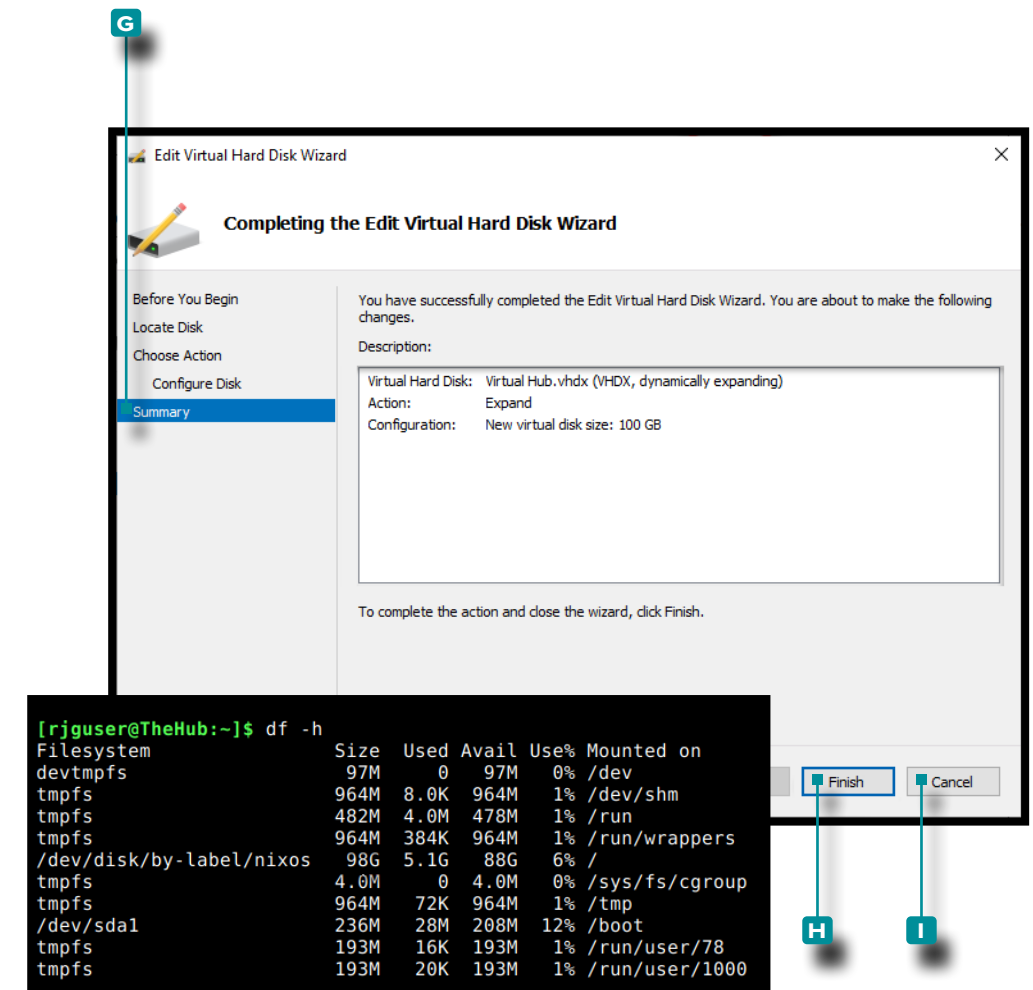 G
Edit Virtual Hard Disk Wizard
Completing the Edit Virtual Hard Disk Wizard
Before You Begin
Locate Disk
Choose Action
Configure Disk
Summary
You have successfully completed the Edit Virtual Hard Disk Wizard. You are about to make the following
changes.
Description:
Virtual Hard Disk: Virtual Hub.vhdx (VHDX, dynamically expanding)
Action: Expand
Configuration: New virtual disk size: 100 GB
To complete the action and close the wizard, click Finish.
Finish Cancel
H I
[rjguser@TheHub:~]$ df -h
Filesystem Size Used Avail Use% Mounted on
devtmpfs 97M 0 97M 0% /dev
tmpfs 964M 8.0K 964M 1% /dev/shm
tmpfs 482M 4.0M 478M 1% /run
tmpfs 964M 384K 964M 1% /run/wrappers
/dev/disk/by-label/nixos 98G 5.1G 88G 6% /
tmpfs 4.0M 0 4.0M 0% /sys/fs/cgroup
tmpfs 964M 72K 964M 1% /tmp
/dev/sda1 236M 28M 208M 12% /boot
tmpfs 193M 16K 193M 1% /run/user/78
tmpfs 193M 20K 193M 1% /run/user/1000